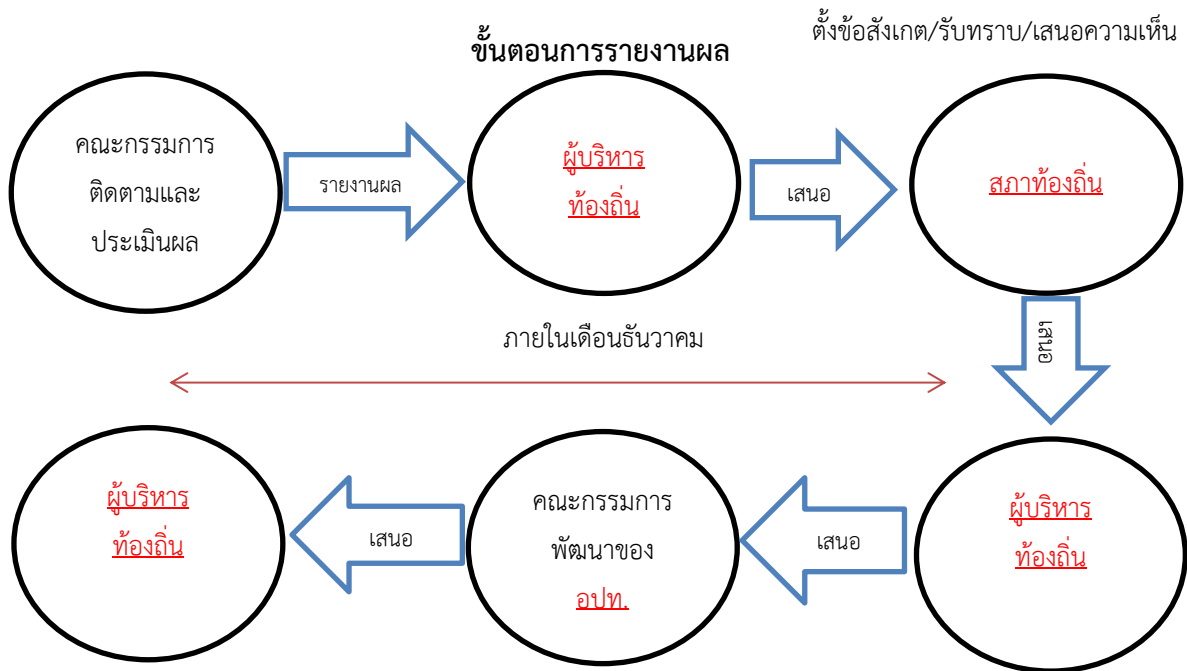 ตั้งข้อสังเกต/รับทราบ/เสนอความเห็น
ขั้นตอนการรายงานผล
คณะกรรมการ
ติดตามและ
ประเมินผล
รายงานผล
ผู้บริหาร
ท้องถิ่น
เสนอ
สภาท้องถิ่น
เสนอ
ภายในเดือนธันวาคม
ผู้บริหาร
ท้องถิ่น
เสนอ
คณะกรรมการ
พัฒนาของ
อปท.
เสนอ
ผู้บริหาร
ท้องถิ่น